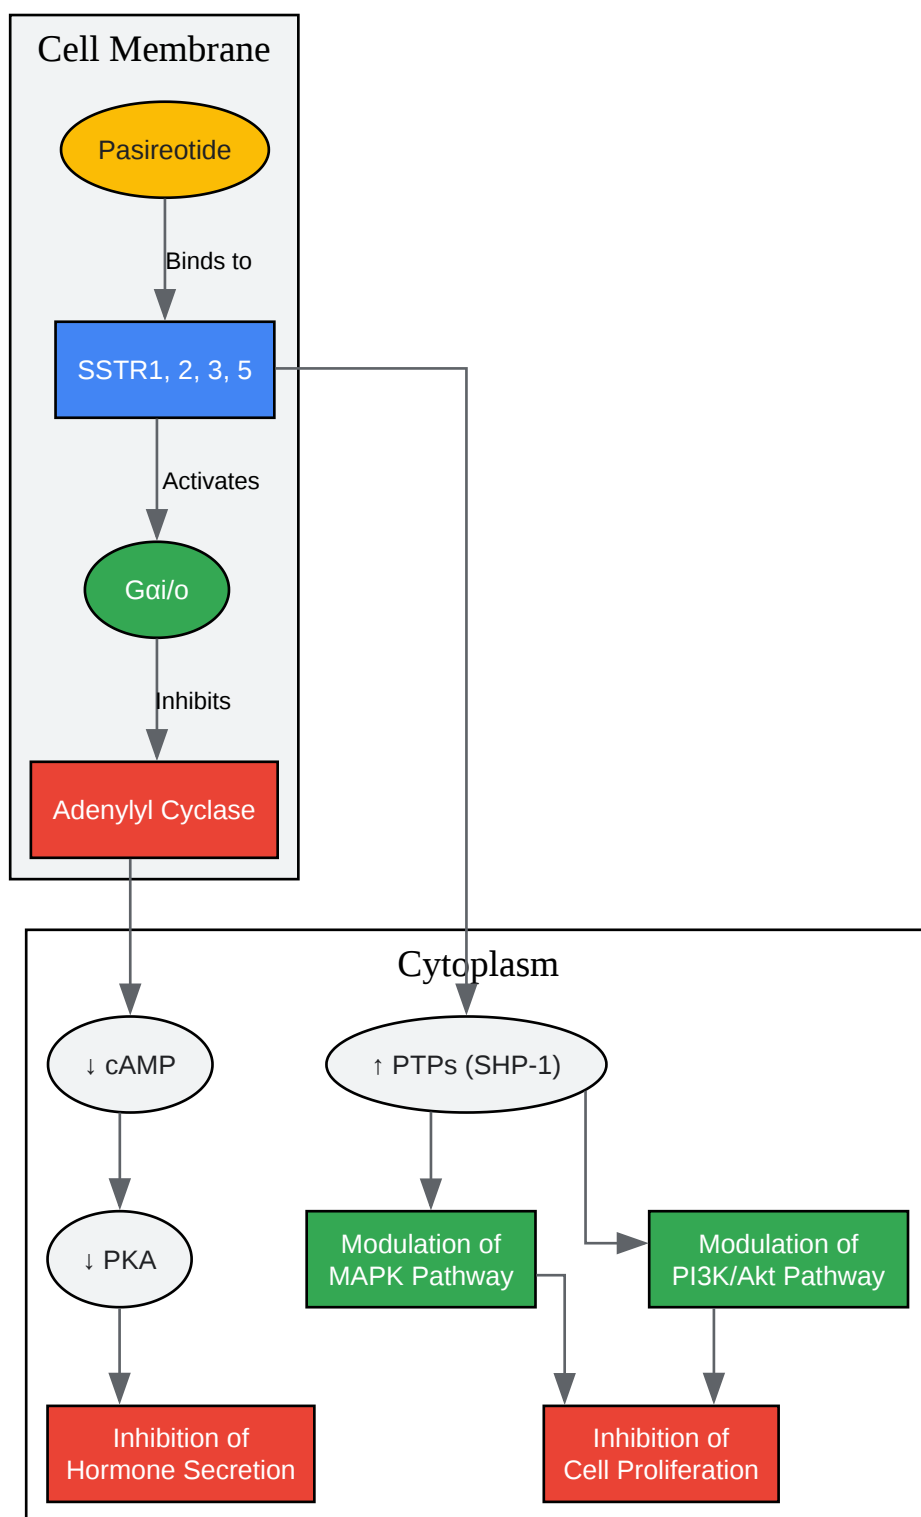 Cell Membrane
Pasireotide
Binds to
SSTR1, 2, 3, 5
Activates
Gαi/o
Inhibits
Adenylyl Cyclase
Cytoplasm
↓ cAMP
↑ PTPs (SHP-1)
↓ PKA
Modulation of
MAPK Pathway
Modulation of
PI3K/Akt Pathway
Inhibition of
Hormone Secretion
Inhibition of
Cell Proliferation